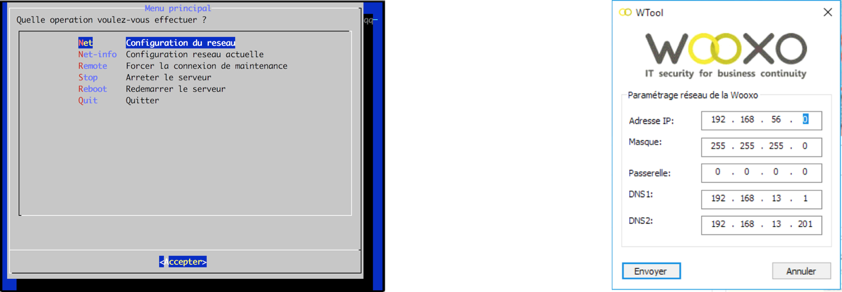 Menu principal
Quelle operation voulez-vous effectuer ?
qq
Net Configuration du reseau
Net-info Configuration reseau actuelle
Remote Forcer la connexion de maintenance
Stop Arreter le serveur
Reboot Redemarrer le serveur
Quit Quitter
<Accepter>
WTool
WOOXO
IT security for business continuity
Paramétrage réseau de la Wooxo
Adresse IP: 192 . 168 . 56 . 0
Masque: 255 . 255 . 255 . 0
Passerelle: 0 . 0 . 0 . 0
DNS1: 192 . 168 . 13 . 1
DNS2: 192 . 168 . 13 . 201
Envoyer Annuler